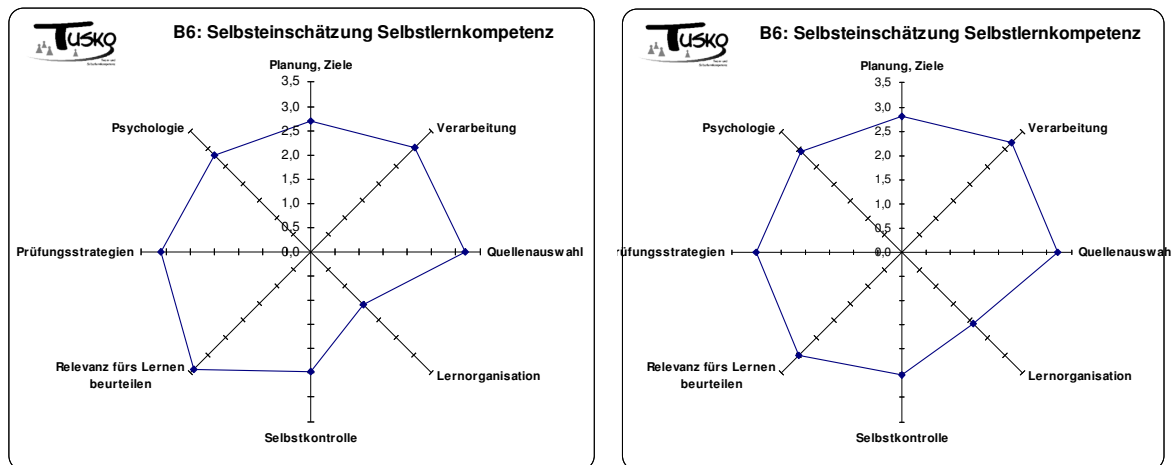 TUSKO
B6: Selbsteinschätzung Selbstlernkompetenz
Planung, Ziele
3,5
3,0
2,5
2,0
1,5
1,0
0,5
0,0
Verarbeitung
Quellenauswahl
Lernorganisation
Selbstkontrolle
Relevanz fürs Lernen
beurteilen
Prüfungsstrategien
Psychologie
TUSKO
B6: Selbsteinschätzung Selbstlernkompetenz
Planung, Ziele
3,5
3,0
2,5
2,0
1,5
1,0
0,5
0,0
Verarbeitung
Quellenauswahl
Lernorganisation
Selbstkontrolle
Relevanz fürs Lernen
beurteilen
rüfungsstrategien
Psychologie